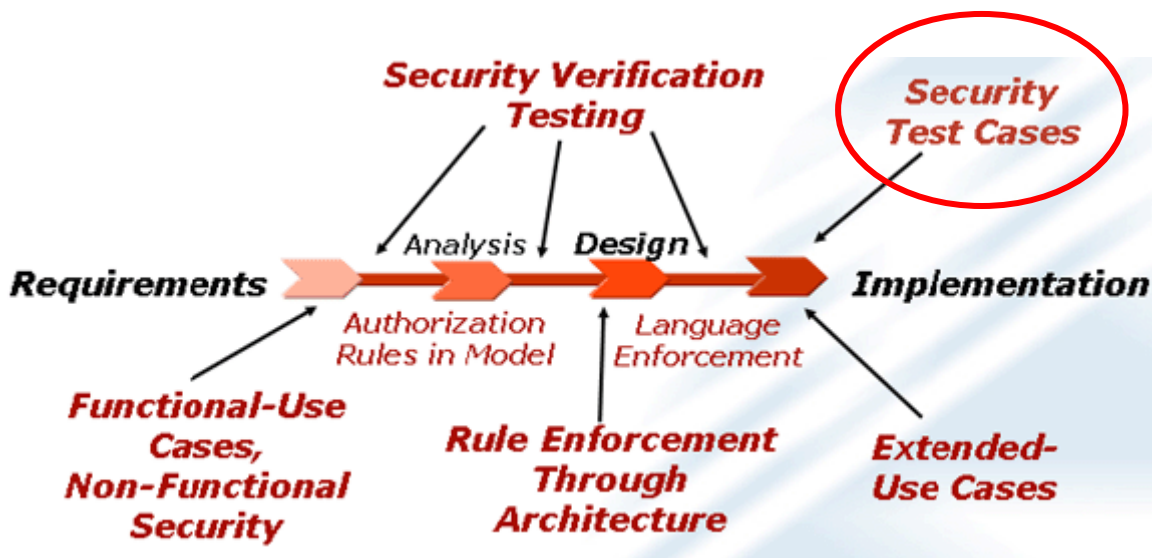 Security Verification
Testing
Security
Test Cases
Analysis
Design
Requirements
Implementation
Authorization
Rules in Model
Language
Enforcement
Functional-Use
Cases,
Non-Functional
Security
Rule Enforcement
Through
Architecture
Extended-
Use Cases